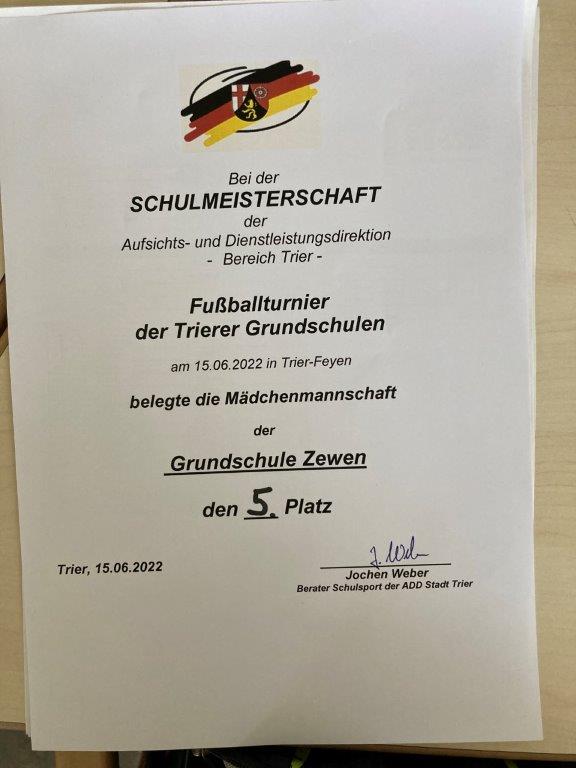 Bei der
SCHULMEISTERSCHAFT
der
Aufsichts- und Dienstleistungsdirektion
- Bereich Trier -
Fußballturnier
der Trierer Grundschulen
am 15.06.2022 in Trier-Feyen
belegte die Mädchenmannschaft
der
Grundschule Zewen
den 5. Platz
Trier, 15.06.2022
J. Weber
Jochen Weber
Berater Schulsport der ADD Stadt Trier